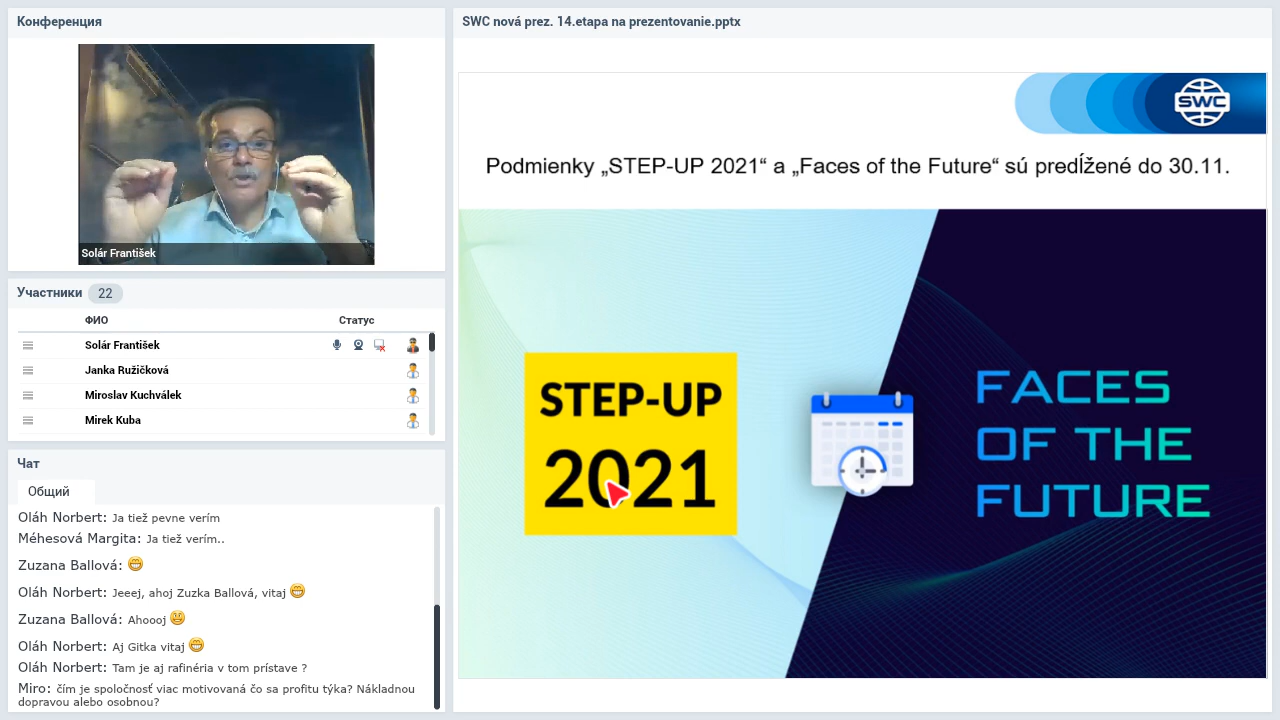 Конференция
Solár František
Участники 22
ФИО Статус
Solár František
Janka Ružičková
Miroslav Kuchválek
Mirek Kuba
Чат
Общий
Oláh Norbert: Ja tiež pevne verím
Méhesová Margita: Ja tiež verím..
Zuzana Ballová:
Oláh Norbert: Jeeej, ahoj Zuzka Ballová, vitaj
Zuzana Ballová: Ahoooj
Oláh Norbert: Aj Gitka vitaj
Oláh Norbert: Tam je aj rafinéria v tom prístave ?
Miro: čím je spoločnosť viac motivovaná čo sa profitu týka? Nákladnou
dopravou alebo osobnou?
SWC nová prez. 14.etapa na prezentovanie.pptx
SWC
Podmienky „STEP-UP 2021“ a „Faces of the Future“ sú predĺžené do 30.11.
STEP-UP
2021
FACES
OF THE
FUTURE